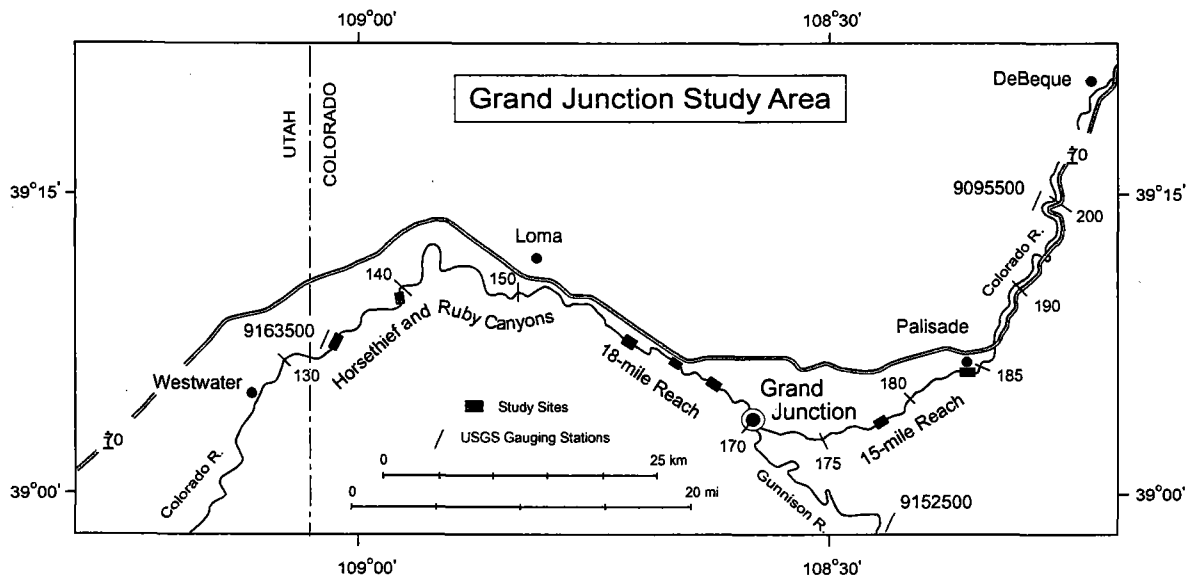 109°00'
108°30'
Grand Junction Study Area
DeBeque
UTAH
COLORADO
70
39°15'
39°15'
9095500
200
Loma
Colorado R.
140
150
190
Horsethief and Ruby Canyons
9163500
Palisade
18-mile Reach
130
185
Westwater
180
Grand
Junction
Study Sites
15-mile Reach
USGS Gauging Stations
170
175
70
0
25 km
Colorado R.
Gunnison R.
0
20 mi
39°00'
39°00'
9152500
109°00'
108°30'